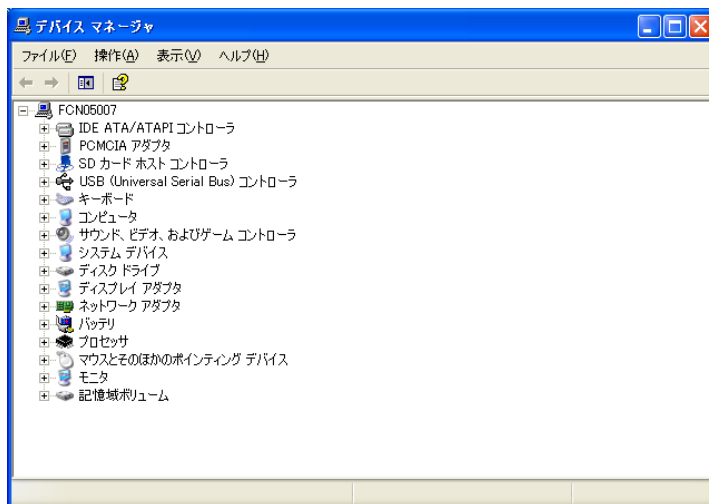 デバイス マネージャ
ファイル(F) 操作(A) 表示(V) ヘルプ(H)
FCN05007
IDE ATA/ATAPI コントローラ
PCMCIA アダプタ
SD カード ホスト コントローラ
USB (Universal Serial Bus) コントローラ
キーボード
コンピュータ
サウンド、ビデオ、およびゲーム コントローラ
システム デバイス
ディスク ドライブ
ディスプレイ アダプタ
ネットワーク アダプタ
バッテリ
プロセッサ
マウスとそのほかのポインティング デバイス
モニタ
記憶域ボリューム